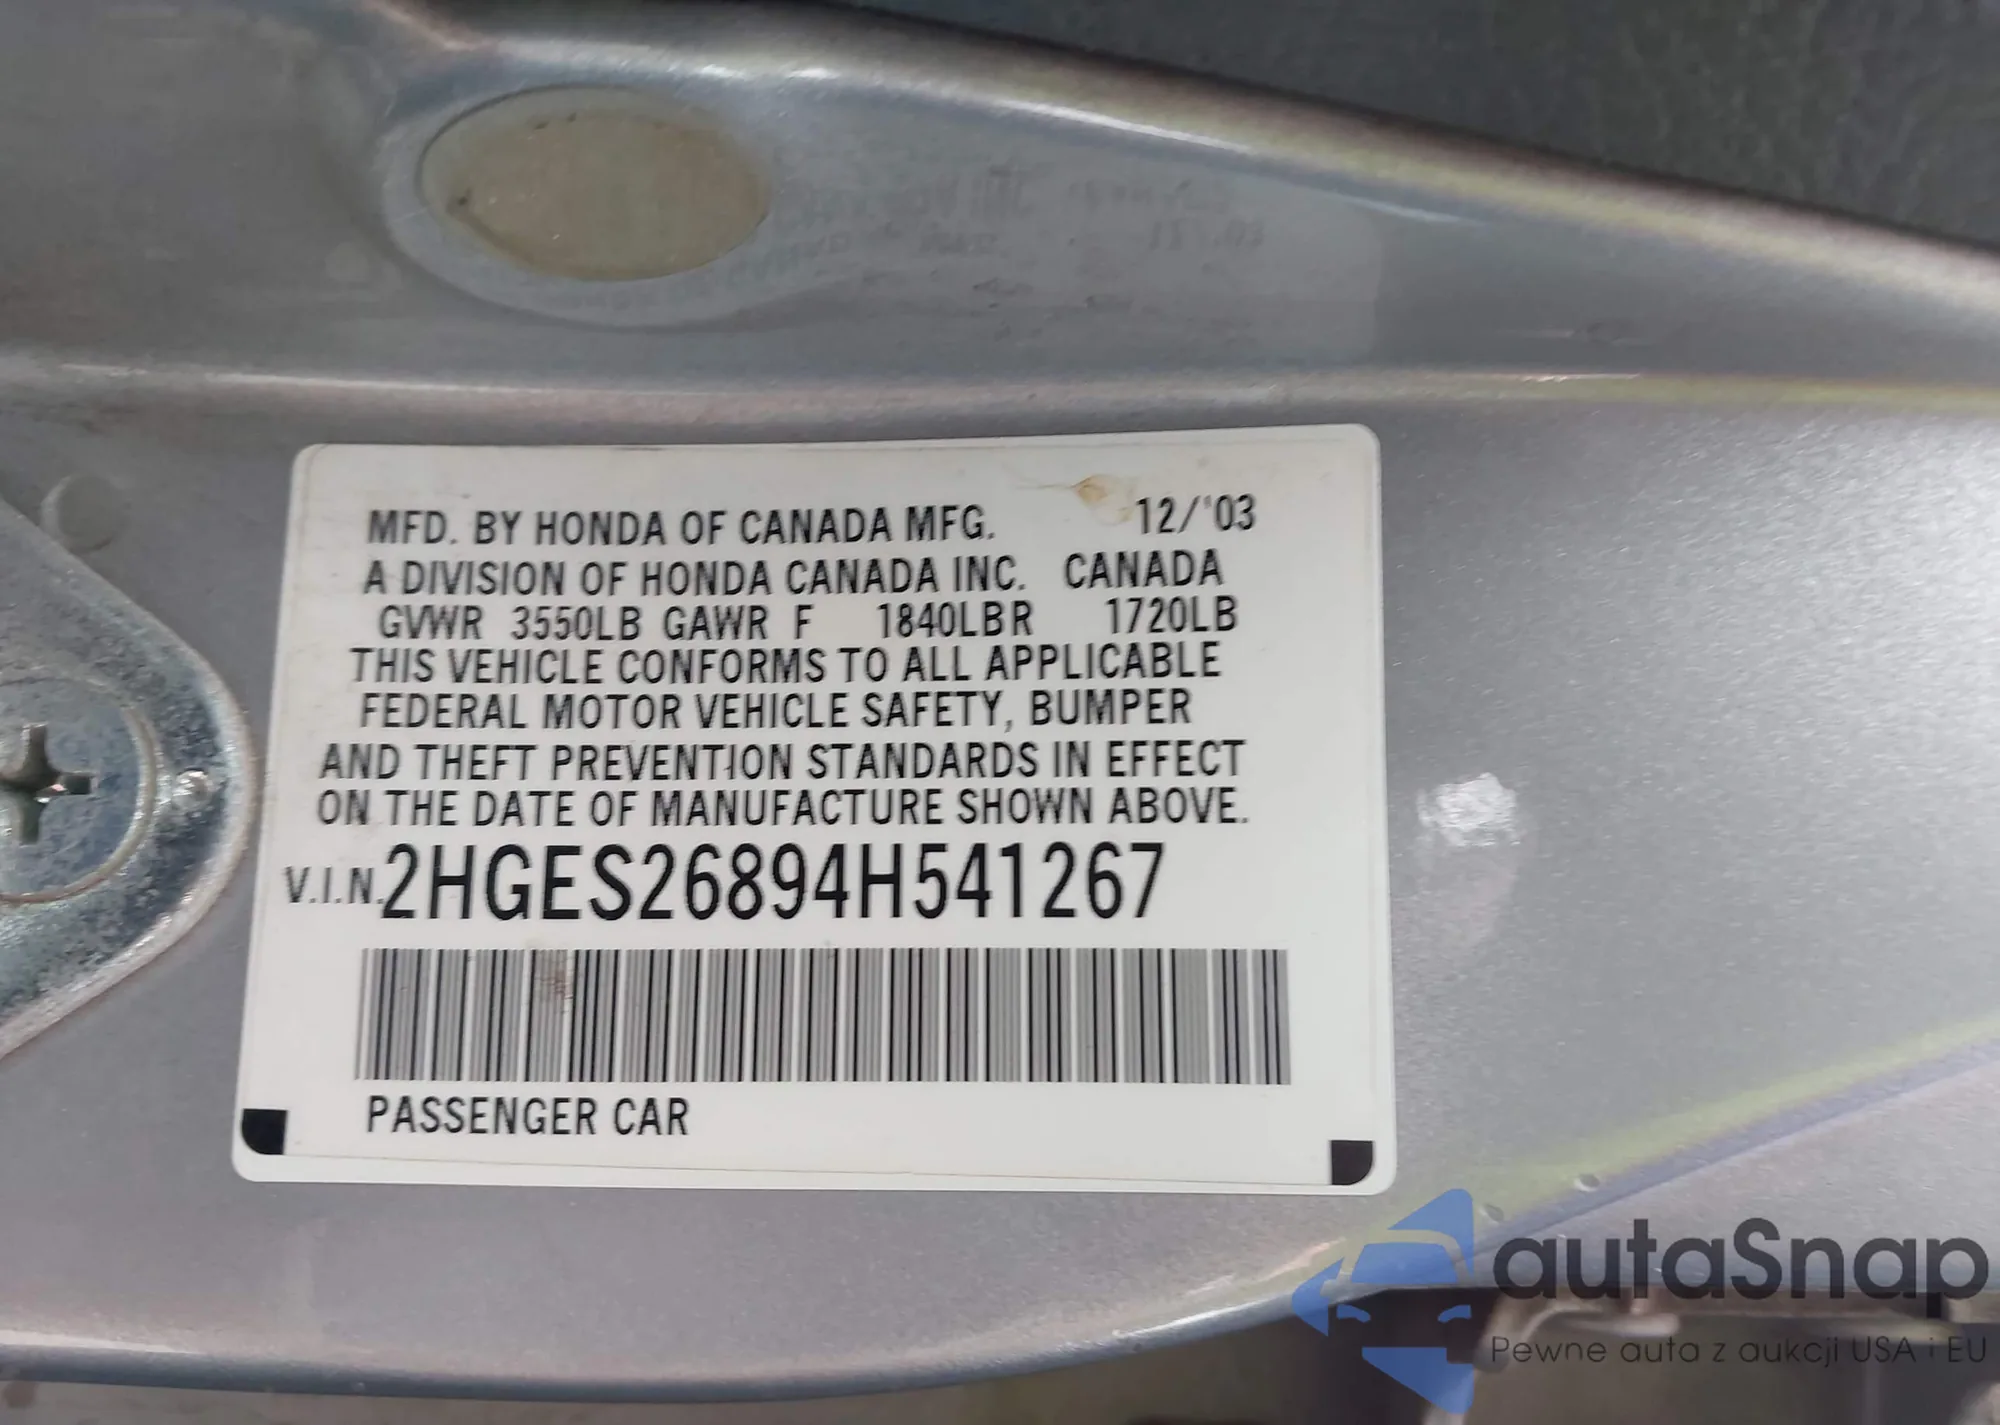 MFD. BY HONDA OF CANADA MFG. 12/'03
A DIVISION OF HONDA CANADA INC. CANADA
GVWR 3550LB GAWR F 1840LBR 1720LB
THIS VEHICLE CONFORMS TO ALL APPLICABLE
FEDERAL MOTOR VEHICLE SAFETY, BUMPER
AND THEFT PREVENTION STANDARDS IN EFFECT
ON THE DATE OF MANUFACTURE SHOWN ABOVE.
V.I.N.2HGES26894H541267
PASSENGER CAR
autaSnap
Pewne auta z aukcji USA i EU